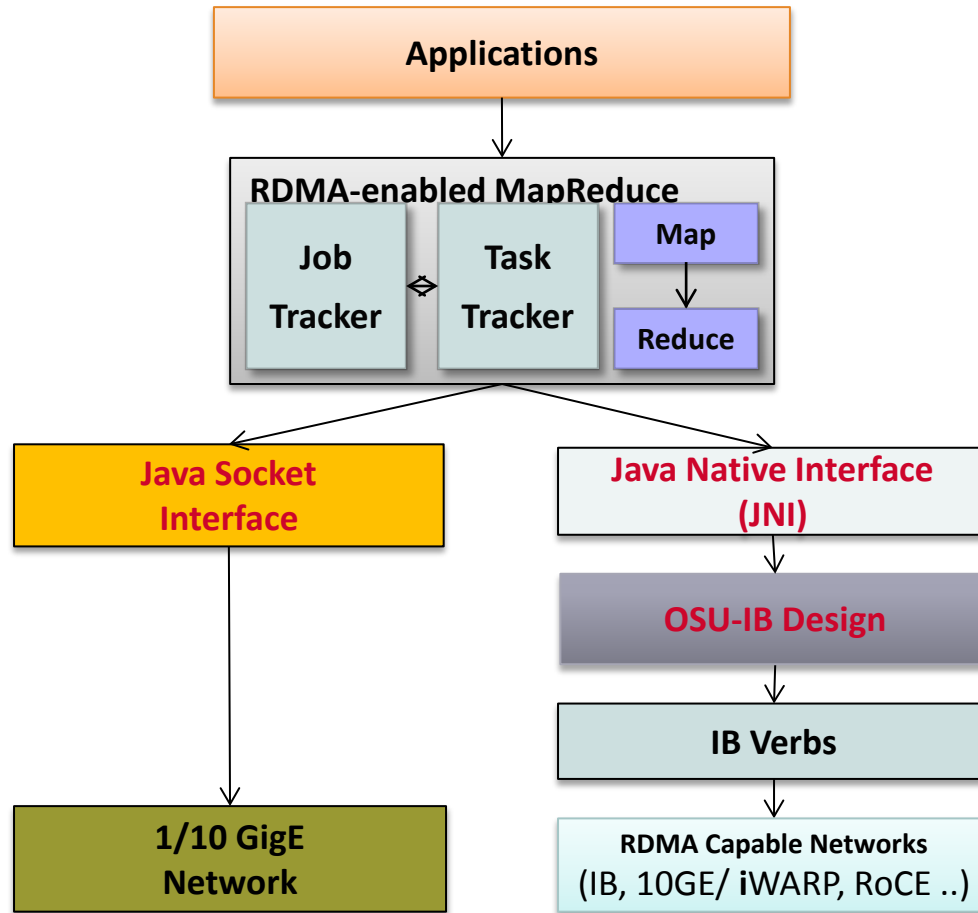 Applications
RDMA-enabled MapReduce
Job
Tracker
Task
Tracker
Map
Reduce
Java Socket
Interface
Java Native Interface
(JNI)
OSU-IB Design
IB Verbs
1/10 GigE
Network
RDMA Capable Networks
(IB, 10GE/ iWARP, RoCE ..)